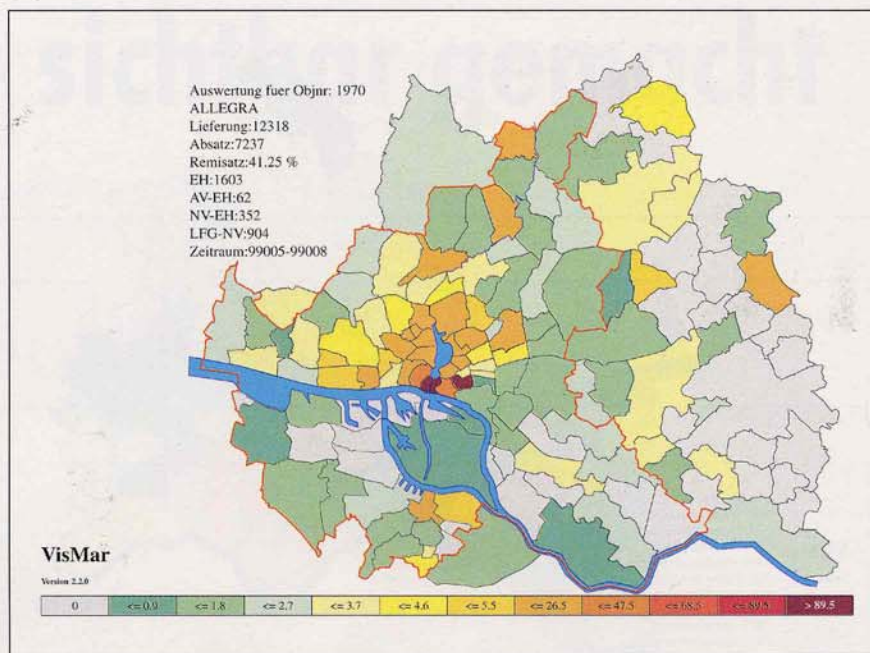 Auswertung fuer Objnr: 1970
ALLEGRA
Lieferung:12318
Absatz:7237
Remisatz:41.25 %
EH:1603
AV-EH:62
NV-EH:352
LFG-NV:904
Zeitraum:99005-99008
VisMar
Version 2.2.0
0 <= 0.9 <= 1.8 <= 2.7 <= 3.7 <= 4.6 <= 5.5 <= 26.5 <= 47.5 <= 68.5 <= 89.5 > 89.5